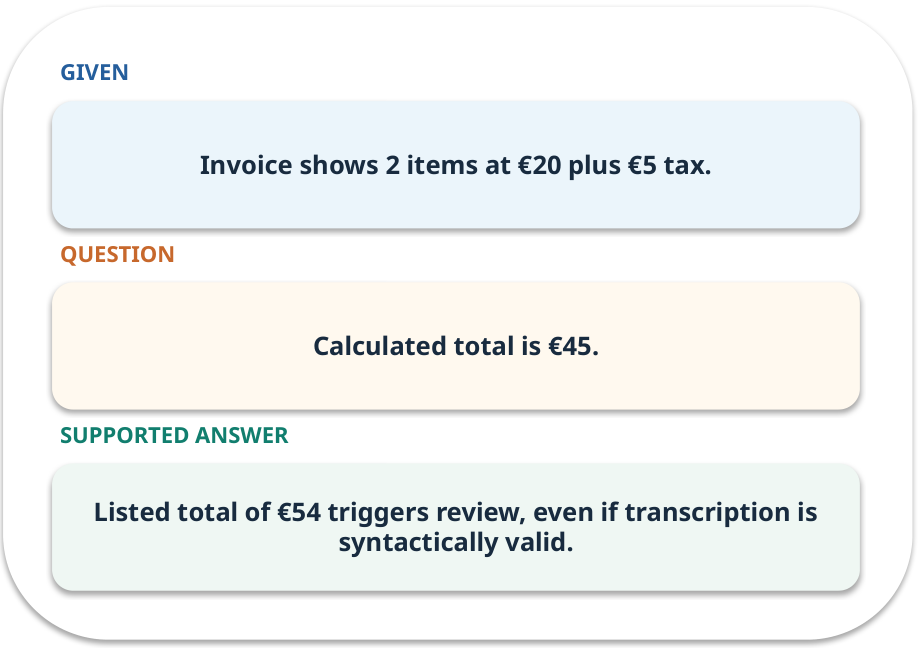 GIVEN
Invoice shows 2 items at €20 plus €5 tax.
QUESTION
Calculated total is €45.
SUPPORTED ANSWER
Listed total of €54 triggers review, even if transcription is
syntactically valid.